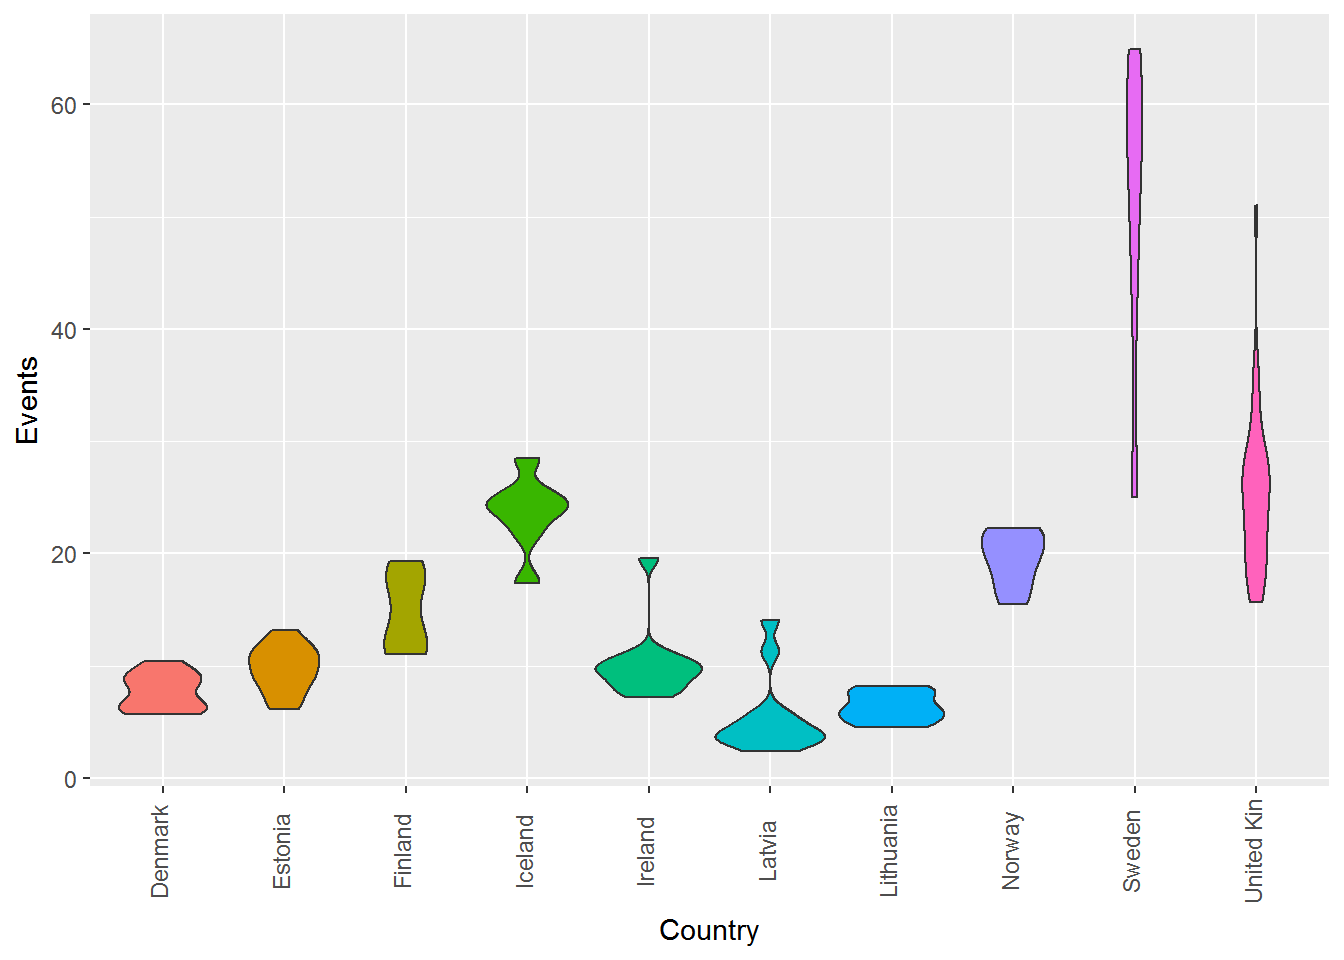 Events
60
40
20
0
Denmark
Estonia
Finland
Iceland
Ireland
Latvia
Lithuania
Norway
Sweden
United Kin
Country